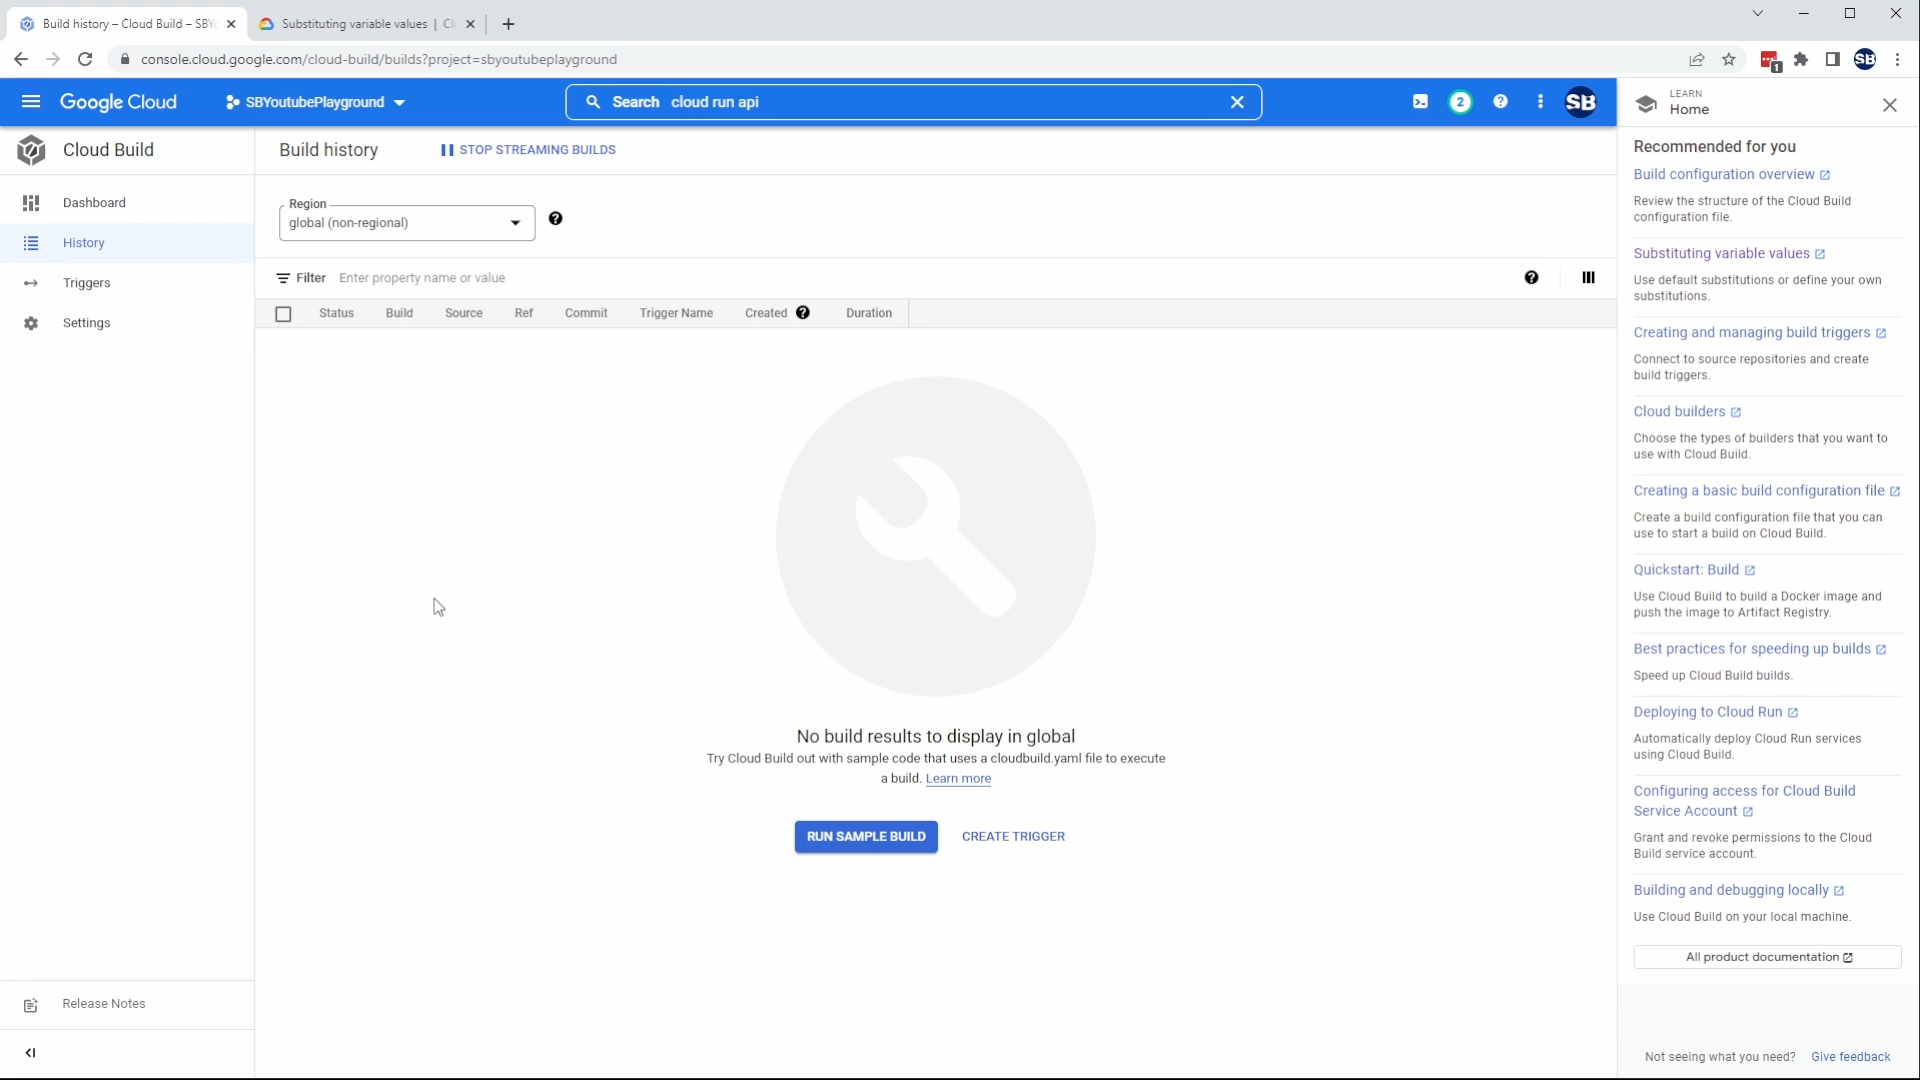 Build history – Cloud Build – SBYo
Substituting variable values | Cl
console.cloud.google.com/cloud-build/builds?project=sbyoutubeplayground
1
SB
Google Cloud
SBYoutubePlayground
Search cloud run api
2
SB
LEARN
Home
Cloud Build
Dashboard
History
Triggers
Settings
Release Notes
Build history
STOP STREAMING BUILDS
Region
global (non-regional)
Filter Enter property name or value
Status Build Source Ref Commit Trigger Name Created Duration
No build results to display in global
Try Cloud Build out with sample code that uses a cloudbuild.yaml file to execute
a build. Learn more
RUN SAMPLE BUILD
CREATE TRIGGER
Recommended for you
Build configuration overview
Review the structure of the Cloud Build
configuration file.
Substituting variable values
Use default substitutions or define your own
substitutions.
Creating and managing build triggers
Connect to source repositories and create
build triggers.
Cloud builders
Choose the types of builders that you want to
use with Cloud Build.
Creating a basic build configuration file
Create a build configuration file that you can
use to start a build on Cloud Build.
Quickstart: Build
Use Cloud Build to build a Docker image and
push the image to Artifact Registry.
Best practices for speeding up builds
Speed up Cloud Build builds.
Deploying to Cloud Run
Automatically deploy Cloud Run services
using Cloud Build.
Configuring access for Cloud Build
Service Account
Grant and revoke permissions to the Cloud
Build service account.
Building and debugging locally
Use Cloud Build on your local machine.
All product documentation
Not seeing what you need? Give feedback